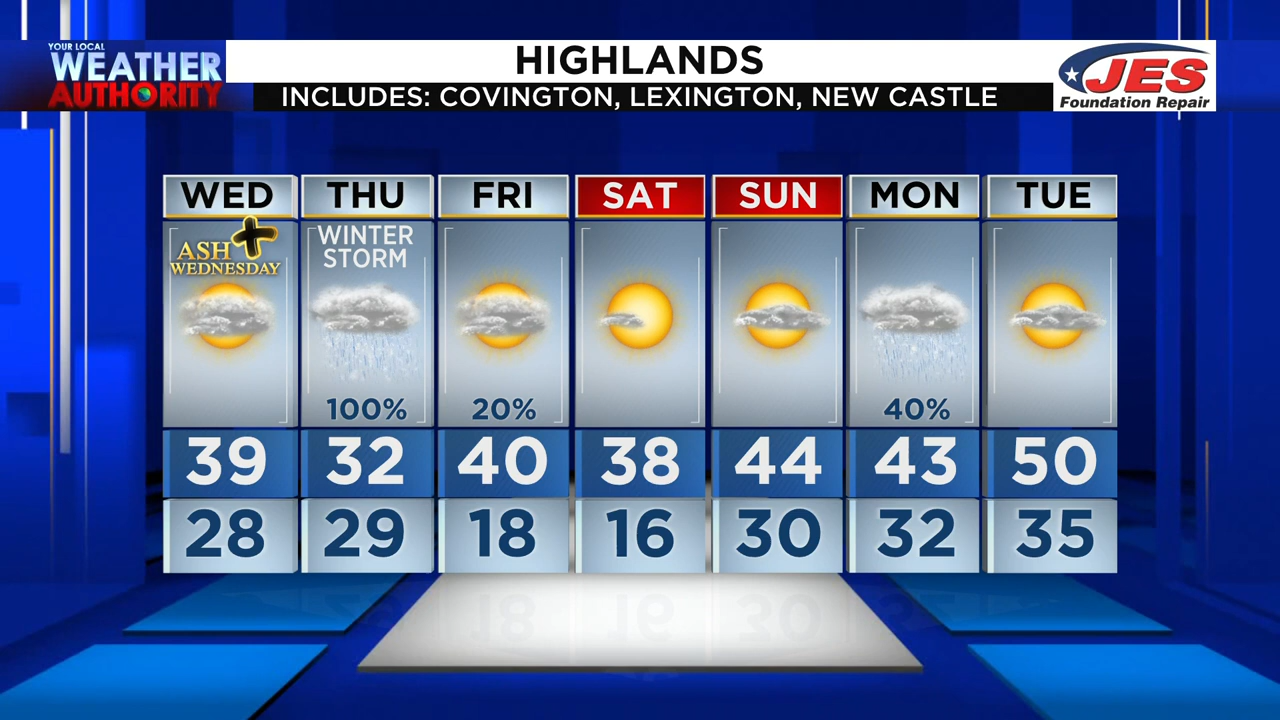 YOUR LOCAL
WEATHER
AUTHORITY
HIGHLANDS
INCLUDES: COVINGTON, LEXINGTON, NEW CASTLE
JES
Foundation Repair
WED THU FRI SAT SUN MON TUE
ASH
WEDNESDAY
WINTER
STORM
100% 20% 40%
39 32 40 38 44 43 50
28 29 18 16 30 32 35